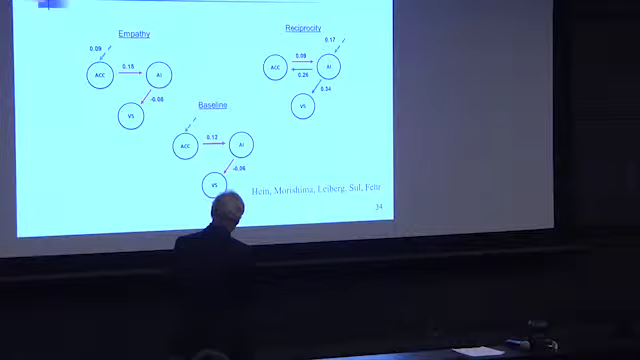 Empathy
0.09
ACC
0.15
AI
-0.08
VS
Reciprocity
0.17
ACC
0.09
0.26
AI
0.34
VS
Baseline
ACC
0.12
AI
-0.06
VS
Hein, Morishima, Leiberg, Sul, Fehr
34